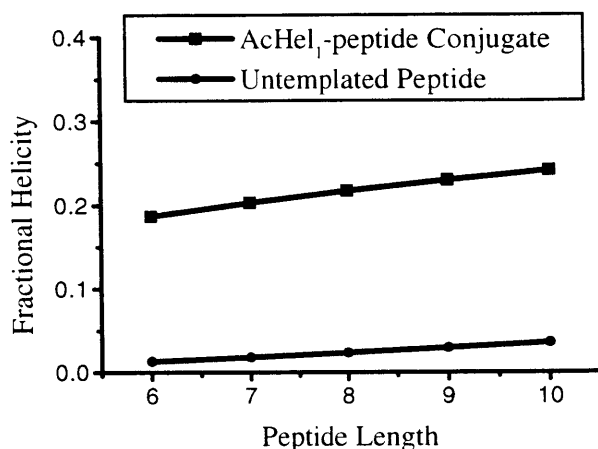 AcHel1-peptide Conjugate
Untemplated Peptide
Fractional Helicity
0.4
0.3
0.2
0.1
0.0
6 7 8 9 10
Peptide Length